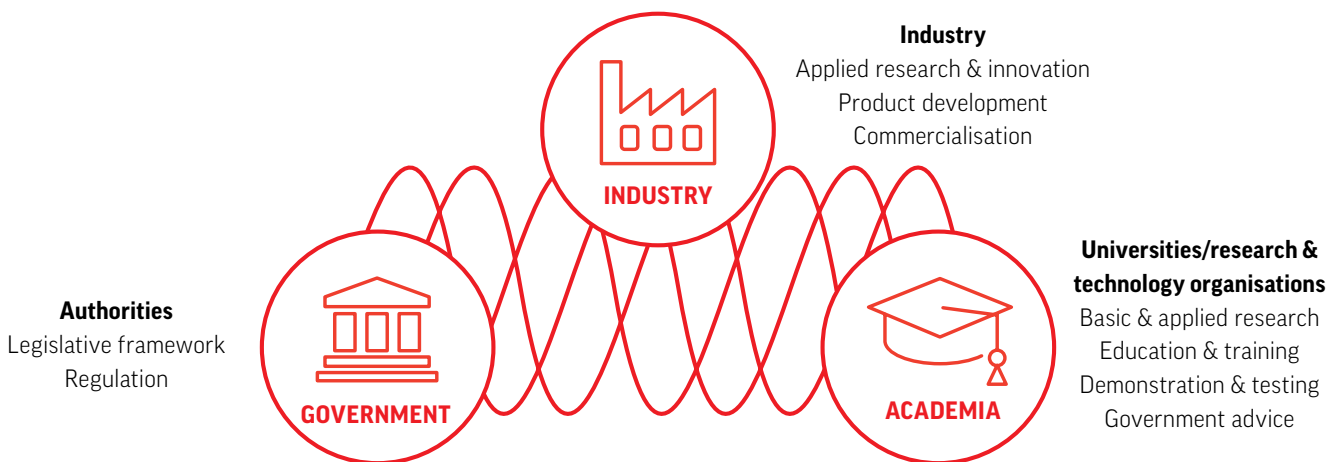 Industry
Applied research & innovation
Product development
Commercialisation
INDUSTRY
Authorities
Legislative framework
Regulation
GOVERNMENT
ACADEMIA
Universities/research &
technology organisations
Basic & applied research
Education & training
Demonstration & testing
Government advice